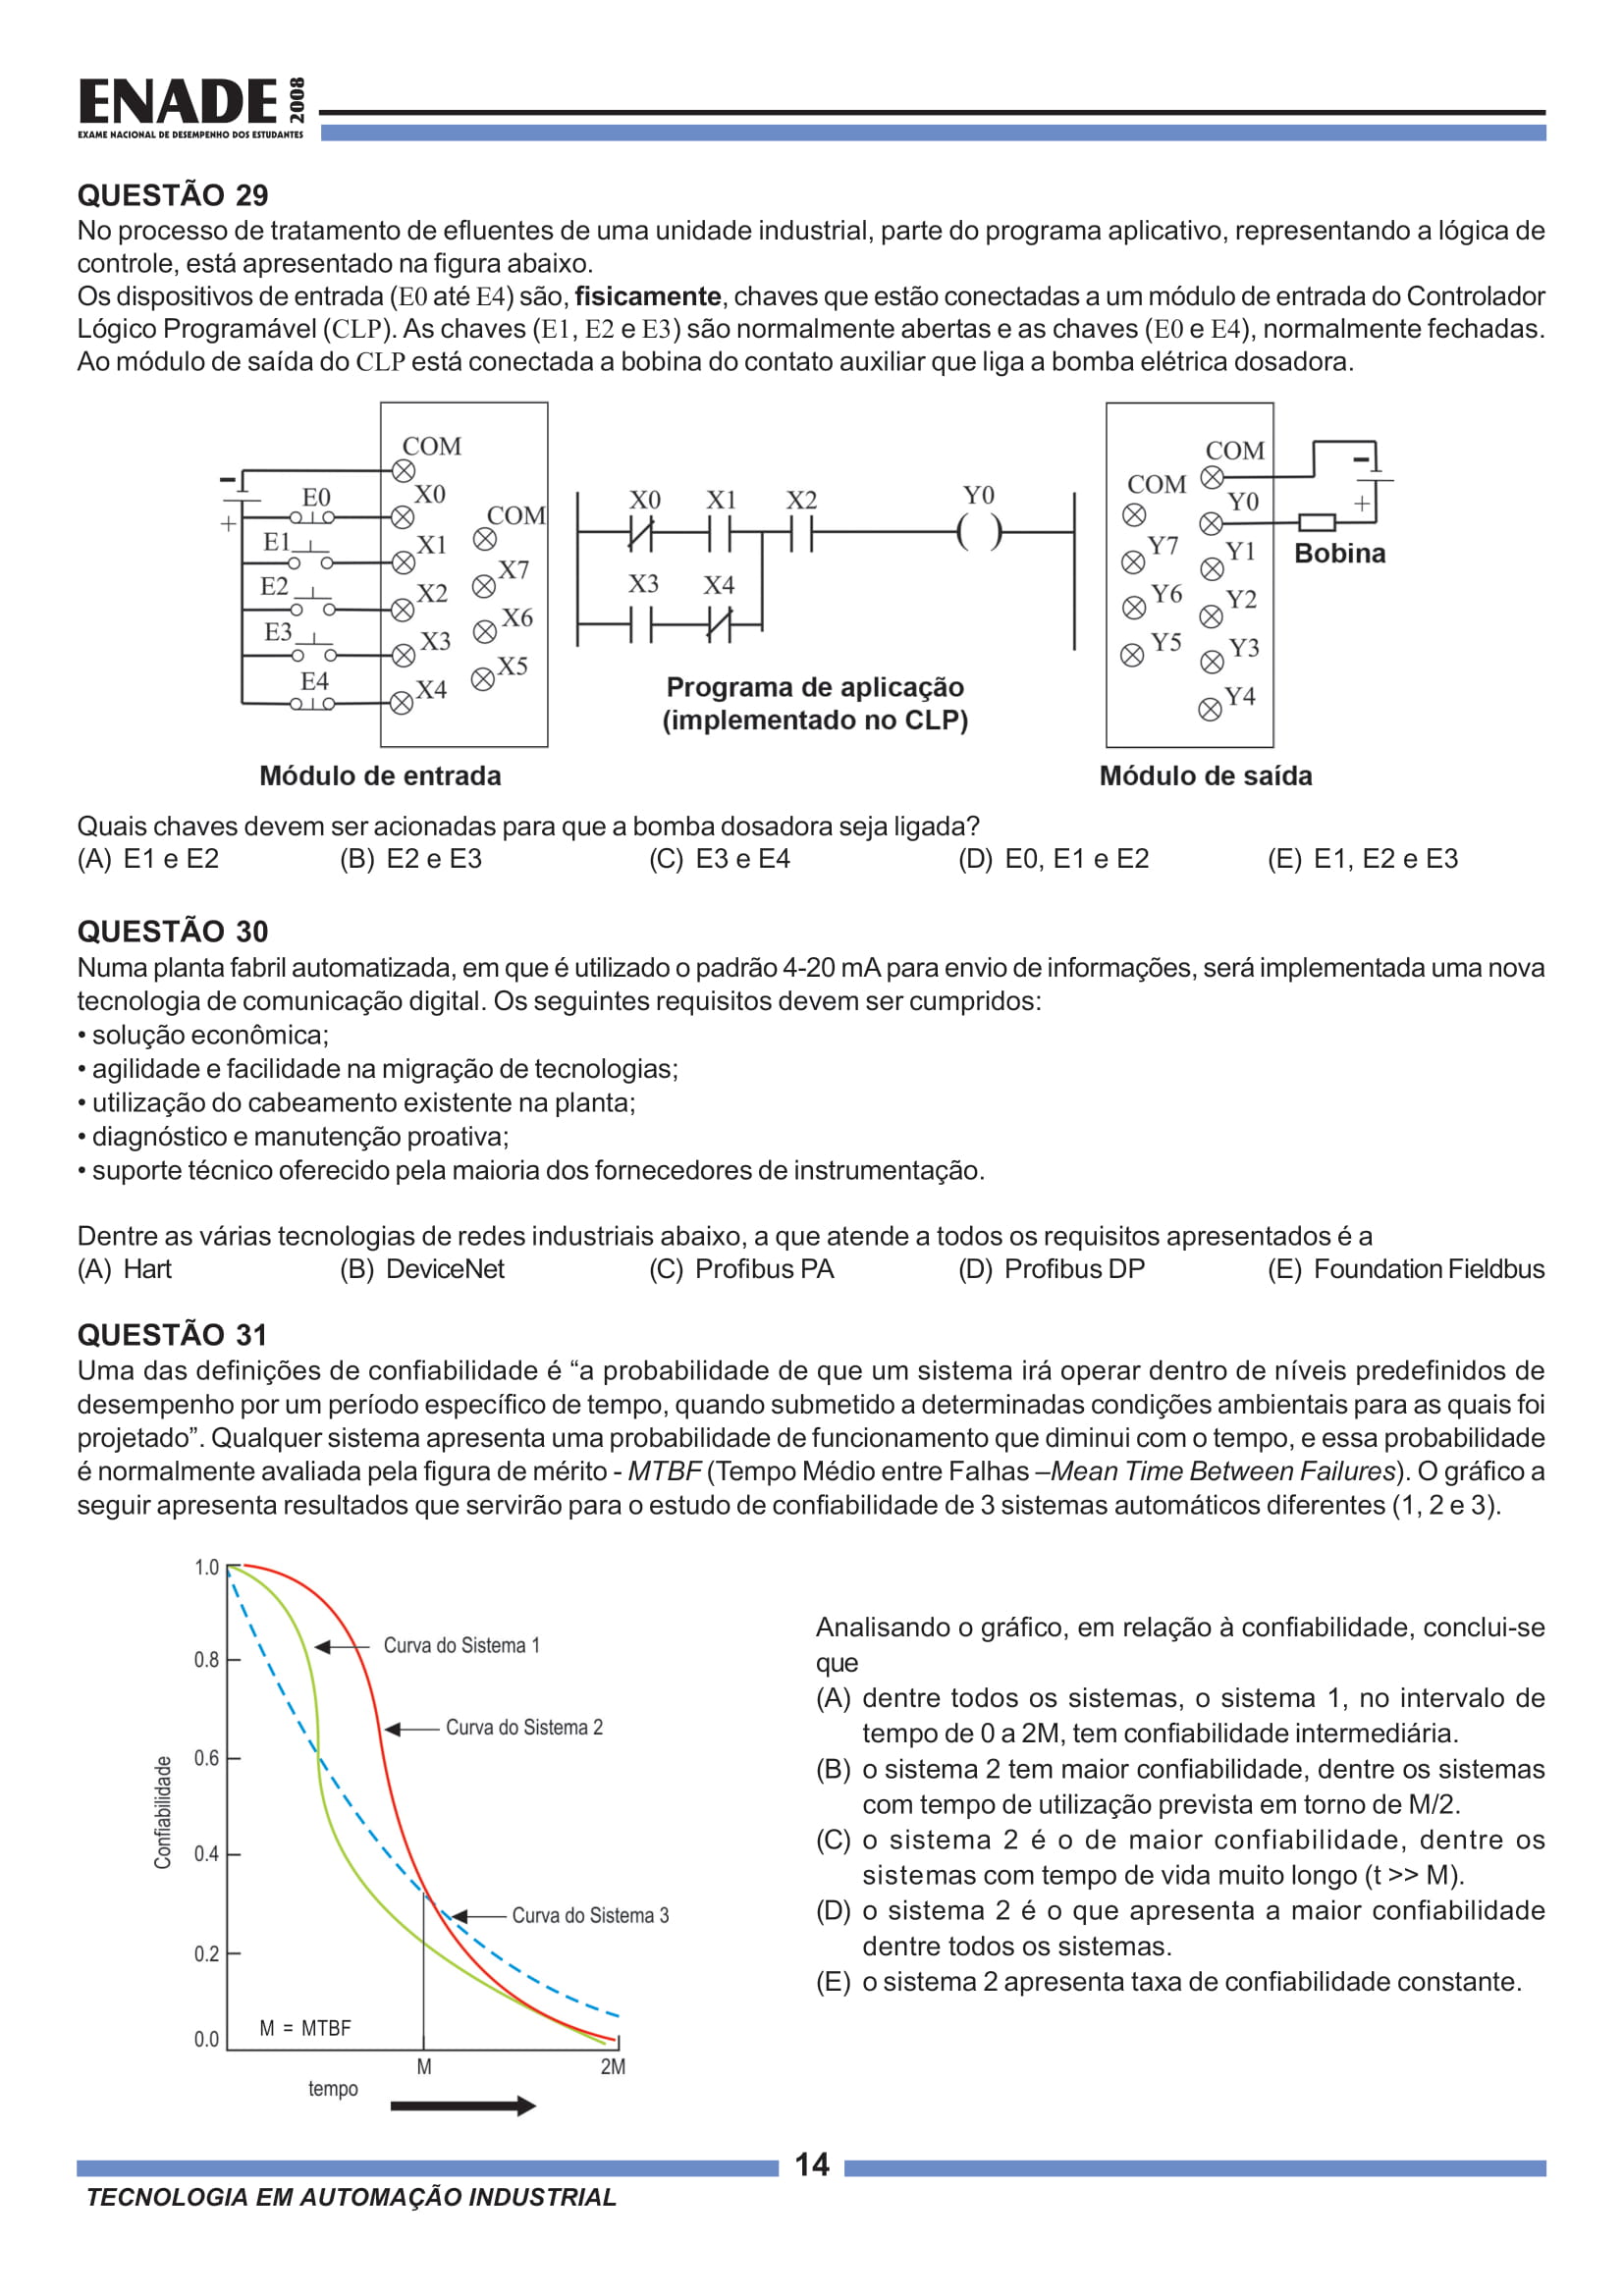 ENADE 2008
EXAME NACIONAL DE DESEMPENHO DOS ESTUDANTES
QUESTÃO 29
No processo de tratamento de efluentes de uma unidade industrial, parte do programa aplicativo, representando a lógica de
controle, está apresentado na figura abaixo.
Os dispositivos de entrada (E0 até E4) são, fisicamente, chaves que estão conectadas a um módulo de entrada do Controlador
Lógico Programável (CLP). As chaves (E1, E2 e E3) são normalmente abertas e as chaves (E0 e E4), normalmente fechadas.
Ao módulo de saída do CLP está conectada a bobina do contato auxiliar que liga a bomba elétrica dosadora.
COM
-
+
E0
X0
COM
E1
X1
X7
E2
X2
X6
E3
X3
X5
E4
X4
Módulo de entrada
X0 X1 X2 Y0
X3 X4
Programa de aplicação
(implementado no CLP)
COM
COM
Y0
Y7
Y1
Y6
Y2
Y5
Y3
Y4
-
+
Bobina
Módulo de saída
Quais chaves devem ser acionadas para que a bomba dosadora seja ligada?
(A) E1 e E2 (B) E2 e E3 (C) E3 e E4 (D) E0, E1 e E2 (E) E1, E2 e E3
QUESTÃO 30
Numa planta fabril automatizada, em que é utilizado o padrão 4-20 mA para envio de informações, será implementada uma nova
tecnologia de comunicação digital. Os seguintes requisitos devem ser cumpridos:
• solução econômica;
• agilidade e facilidade na migração de tecnologias;
• utilização do cabeamento existente na planta;
• diagnóstico e manutenção proativa;
• suporte técnico oferecido pela maioria dos fornecedores de instrumentação.
Dentre as várias tecnologias de redes industriais abaixo, a que atende a todos os requisitos apresentados é a
(A) Hart (B) DeviceNet (C) Profibus PA (D) Profibus DP (E) Foundation Fieldbus
QUESTÃO 31
Uma das definições de confiabilidade é “a probabilidade de que um sistema irá operar dentro de níveis predefinidos de
desempenho por um período específico de tempo, quando submetido a determinadas condições ambientais para as quais foi
projetado”. Qualquer sistema apresenta uma probabilidade de funcionamento que diminui com o tempo, e essa probabilidade
é normalmente avaliada pela figura de mérito - MTBF (Tempo Médio entre Falhas –Mean Time Between Failures). O gráfico a
seguir apresenta resultados que servirão para o estudo de confiabilidade de 3 sistemas automáticos diferentes (1, 2 e 3).
1.0
0.8
0.6
0.4
0.2
0.0
Confiabilidade
Curva do Sistema 1
Curva do Sistema 2
Curva do Sistema 3
M = MTBF
M 2M
tempo
Analisando o gráfico, em relação à confiabilidade, conclui-se
que
(A) dentre todos os sistemas, o sistema 1, no intervalo de
tempo de 0 a 2M, tem confiabilidade intermediária.
(B) o sistema 2 tem maior confiabilidade, dentre os sistemas
com tempo de utilização prevista em torno de M/2.
(C) o sistema 2 é o de maior confiabilidade, dentre os
sistemas com tempo de vida muito longo (t >> M).
(D) o sistema 2 é o que apresenta a maior confiabilidade
dentre todos os sistemas.
(E) o sistema 2 apresenta taxa de confiabilidade constante.
14
TECNOLOGIA EM AUTOMAÇÃO INDUSTRIAL